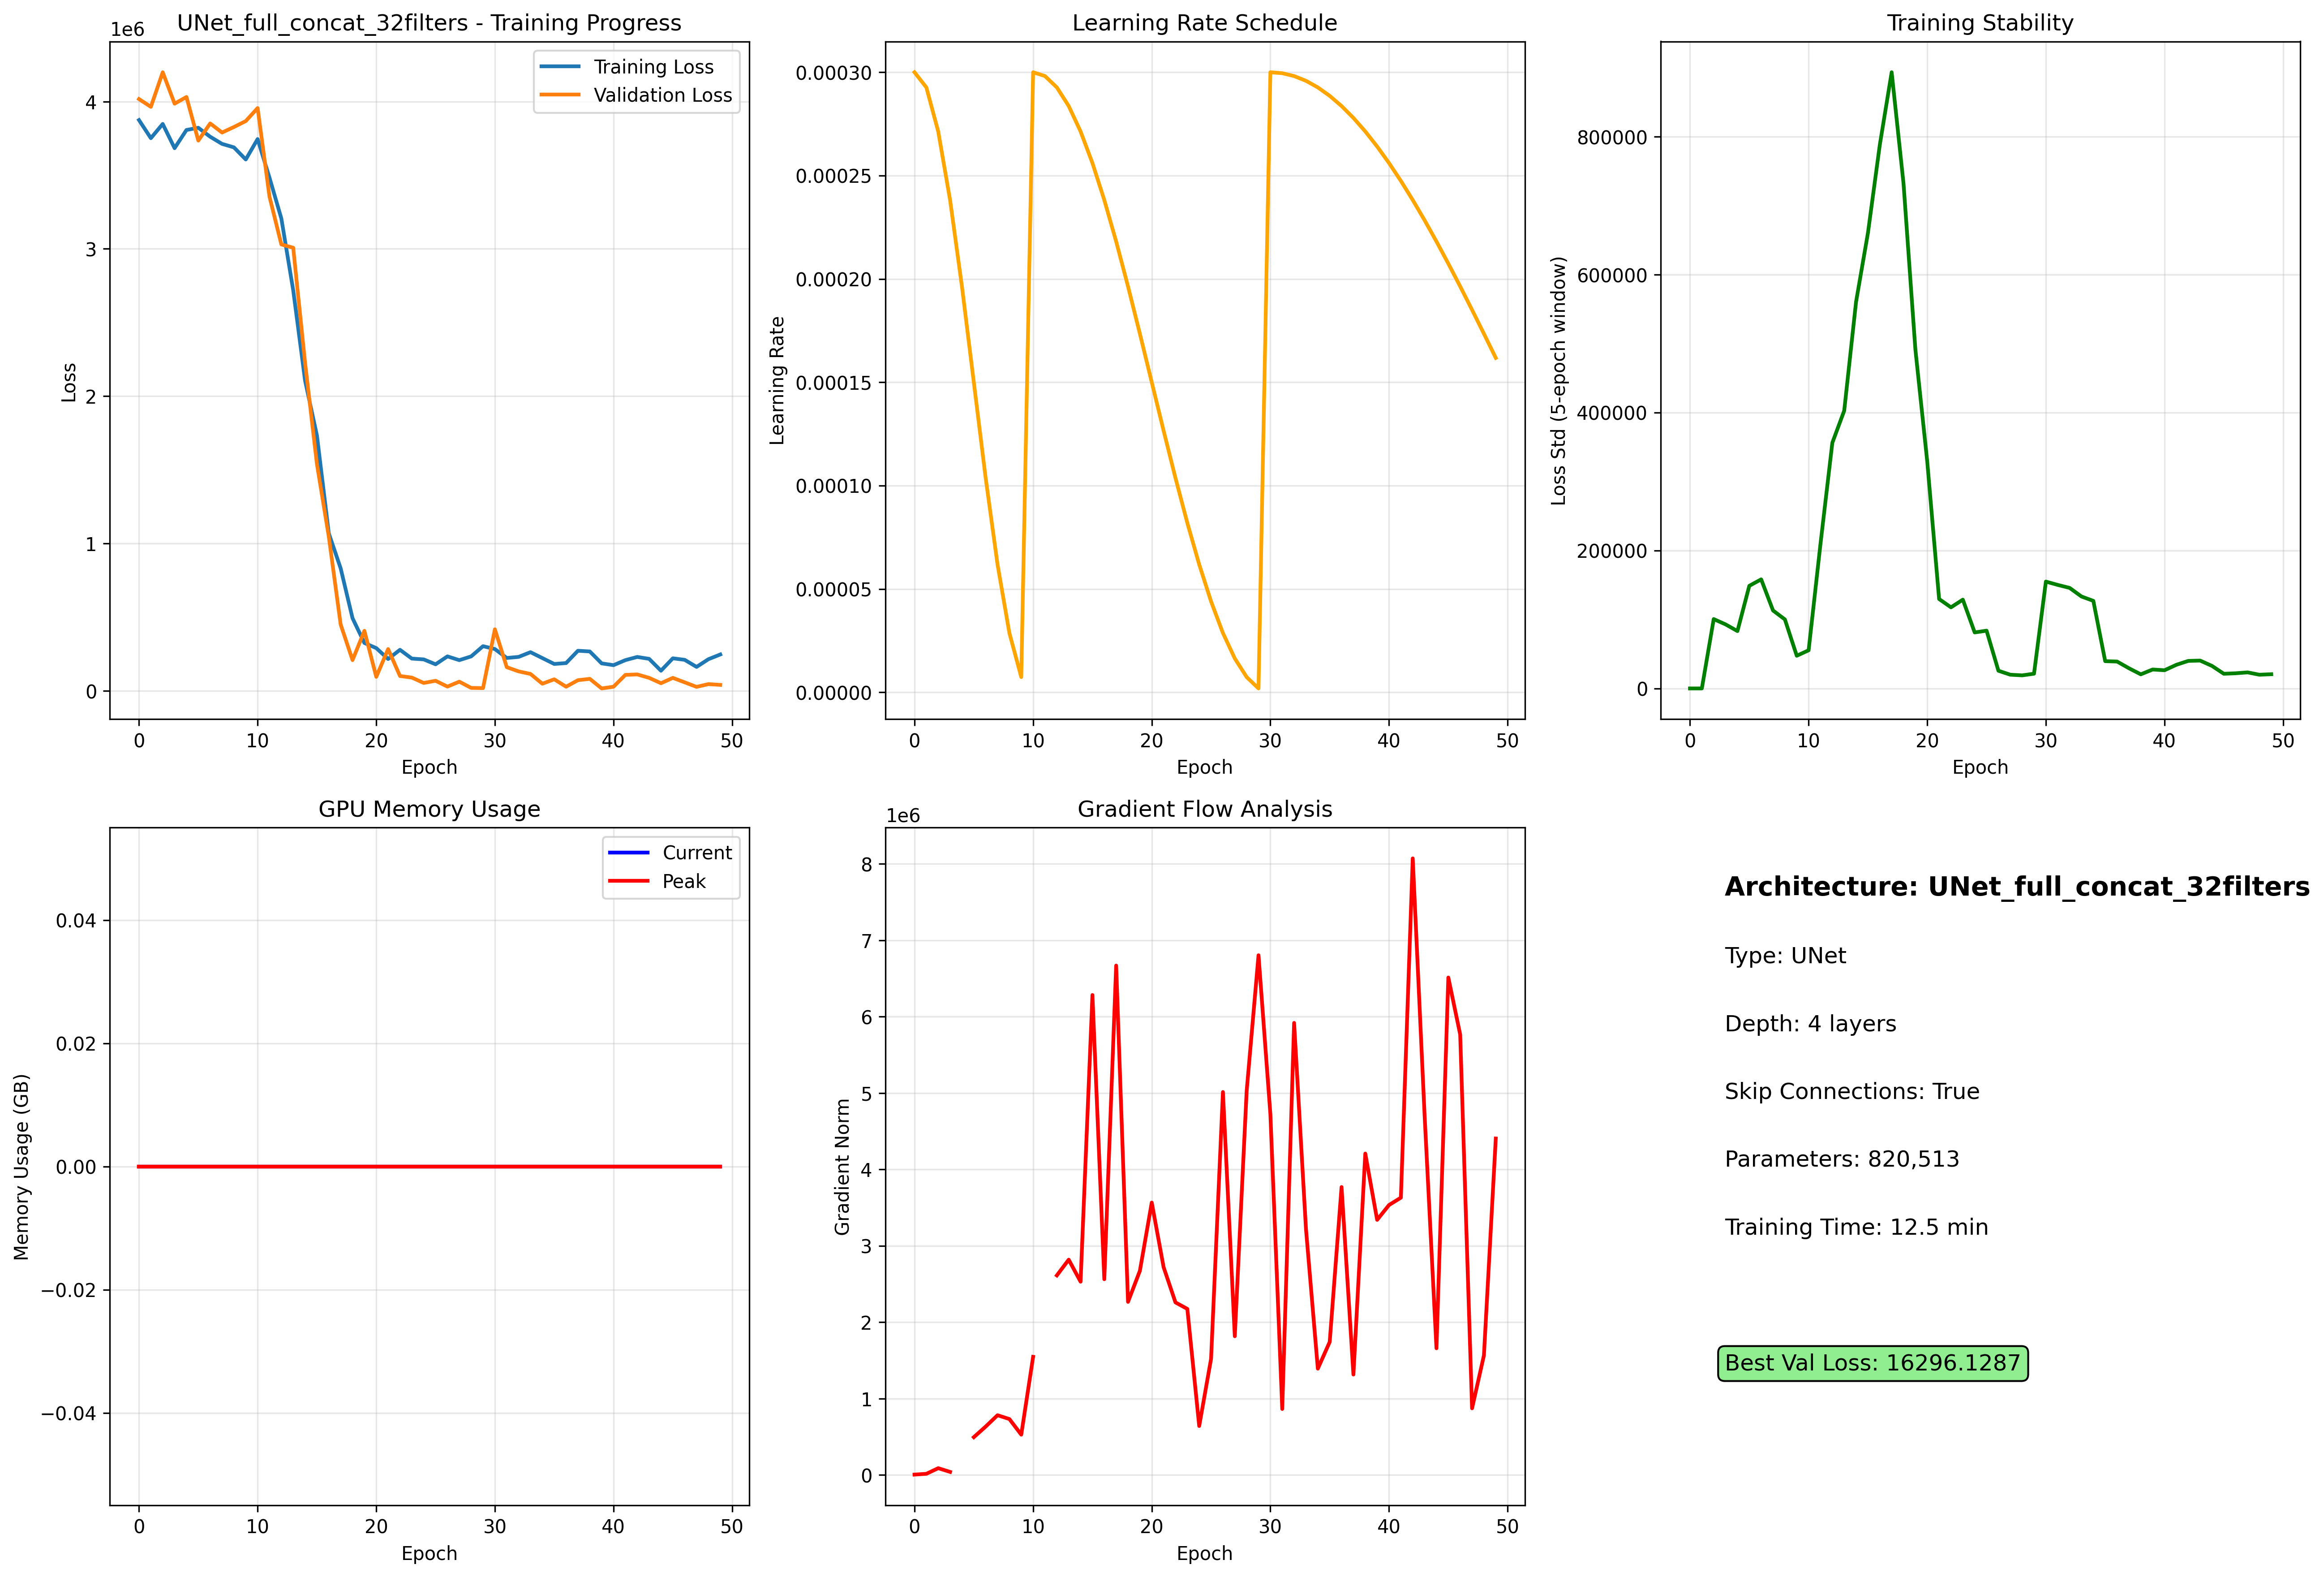 UNet_full_concat_32filters - Training Progress
1e6
Training Loss
Validation Loss
4
3
2
1
0
Loss
0 10 20 30 40 50
Epoch
Learning Rate Schedule
0.00030
0.00025
0.00020
0.00015
0.00010
0.00005
0.00000
Learning Rate
0 10 20 30 40 50
Epoch
Training Stability
800000
600000
400000
200000
0
Loss Std (5-epoch window)
0 10 20 30 40 50
Epoch
GPU Memory Usage
Current
Peak
0.04
0.02
0.00
−0.02
−0.04
Memory Usage (GB)
0 10 20 30 40 50
Epoch
Gradient Flow Analysis
1e6
8
7
6
5
4
3
2
1
0
Gradient Norm
0 10 20 30 40 50
Epoch
Architecture: UNet_full_concat_32filters
Type: UNet
Depth: 4 layers
Skip Connections: True
Parameters: 820,513
Training Time: 12.5 min
Best Val Loss: 16296.1287